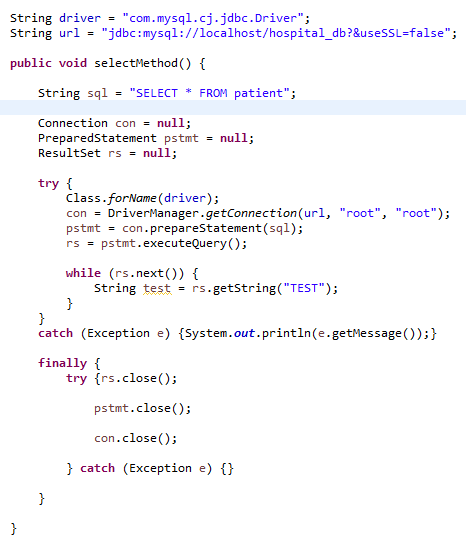 String driver = "com.mysql.cj.jdbc.Driver";
String url = "jdbc:mysql://localhost/hospital_db?&useSSL=false";
public void selectMethod() {
String sql = "SELECT * FROM patient";
Connection con = null;
PreparedStatement pstmt = null;
ResultSet rs = null;
try {
Class.forName(driver);
con = DriverManager.getConnection(url, "root", "root");
pstmt = con.prepareStatement(sql);
rs = pstmt.executeQuery();
while (rs.next()) {
String test = rs.getString("TEST");
}
}
catch (Exception e) {System.out.println(e.getMessage());}
finally {
try {rs.close();
pstmt.close();
con.close();
} catch (Exception e) {}
}
}